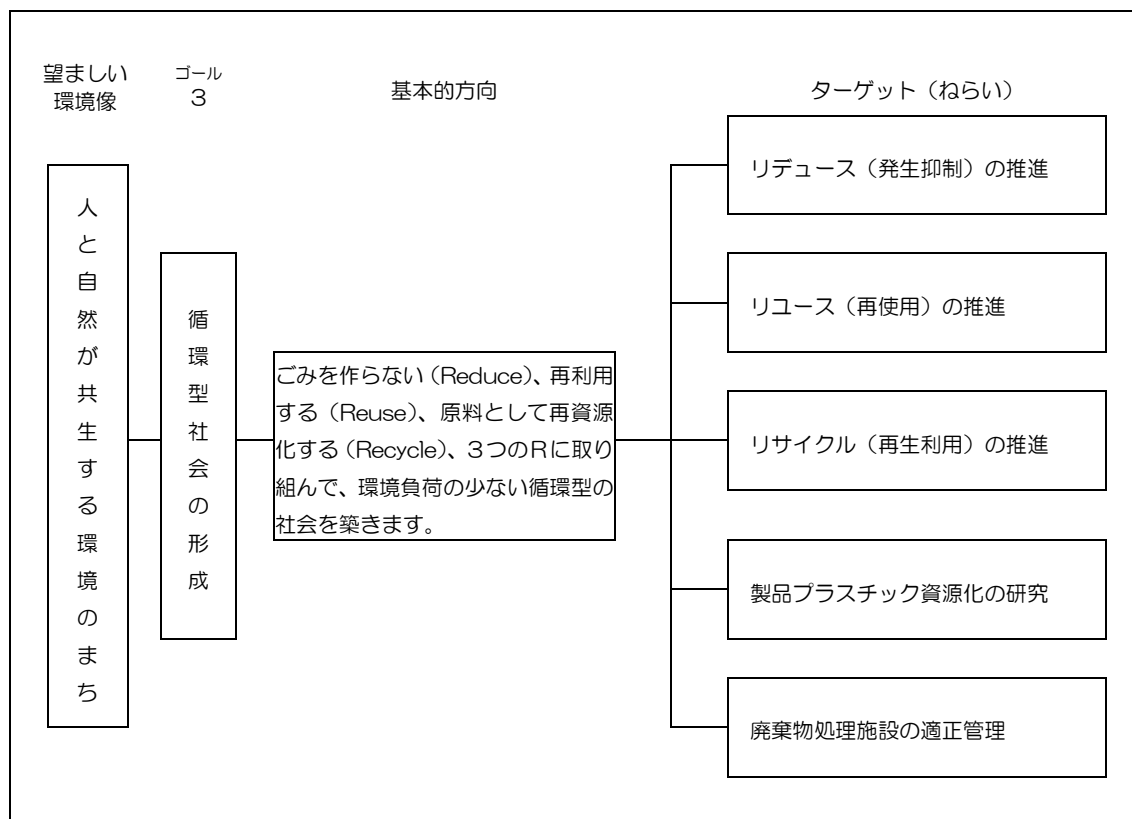 望ましい
環境像
ゴール
3
基本的方向
ターゲット（ねらい）
人と自然が共生する環境のまち
循環型社会の形成
ごみを作らない（Reduce）、再利用
する（Reuse）、原料として再資源
化する（Recycle）、３つのＲに取り
組んで、環境負荷の少ない循環型の
社会を築きます。
リデュース（発生抑制）の推進
リユース（再使用）の推進
リサイクル（再生利用）の推進
製品プラスチック資源化の研究
廃棄物処理施設の適正管理